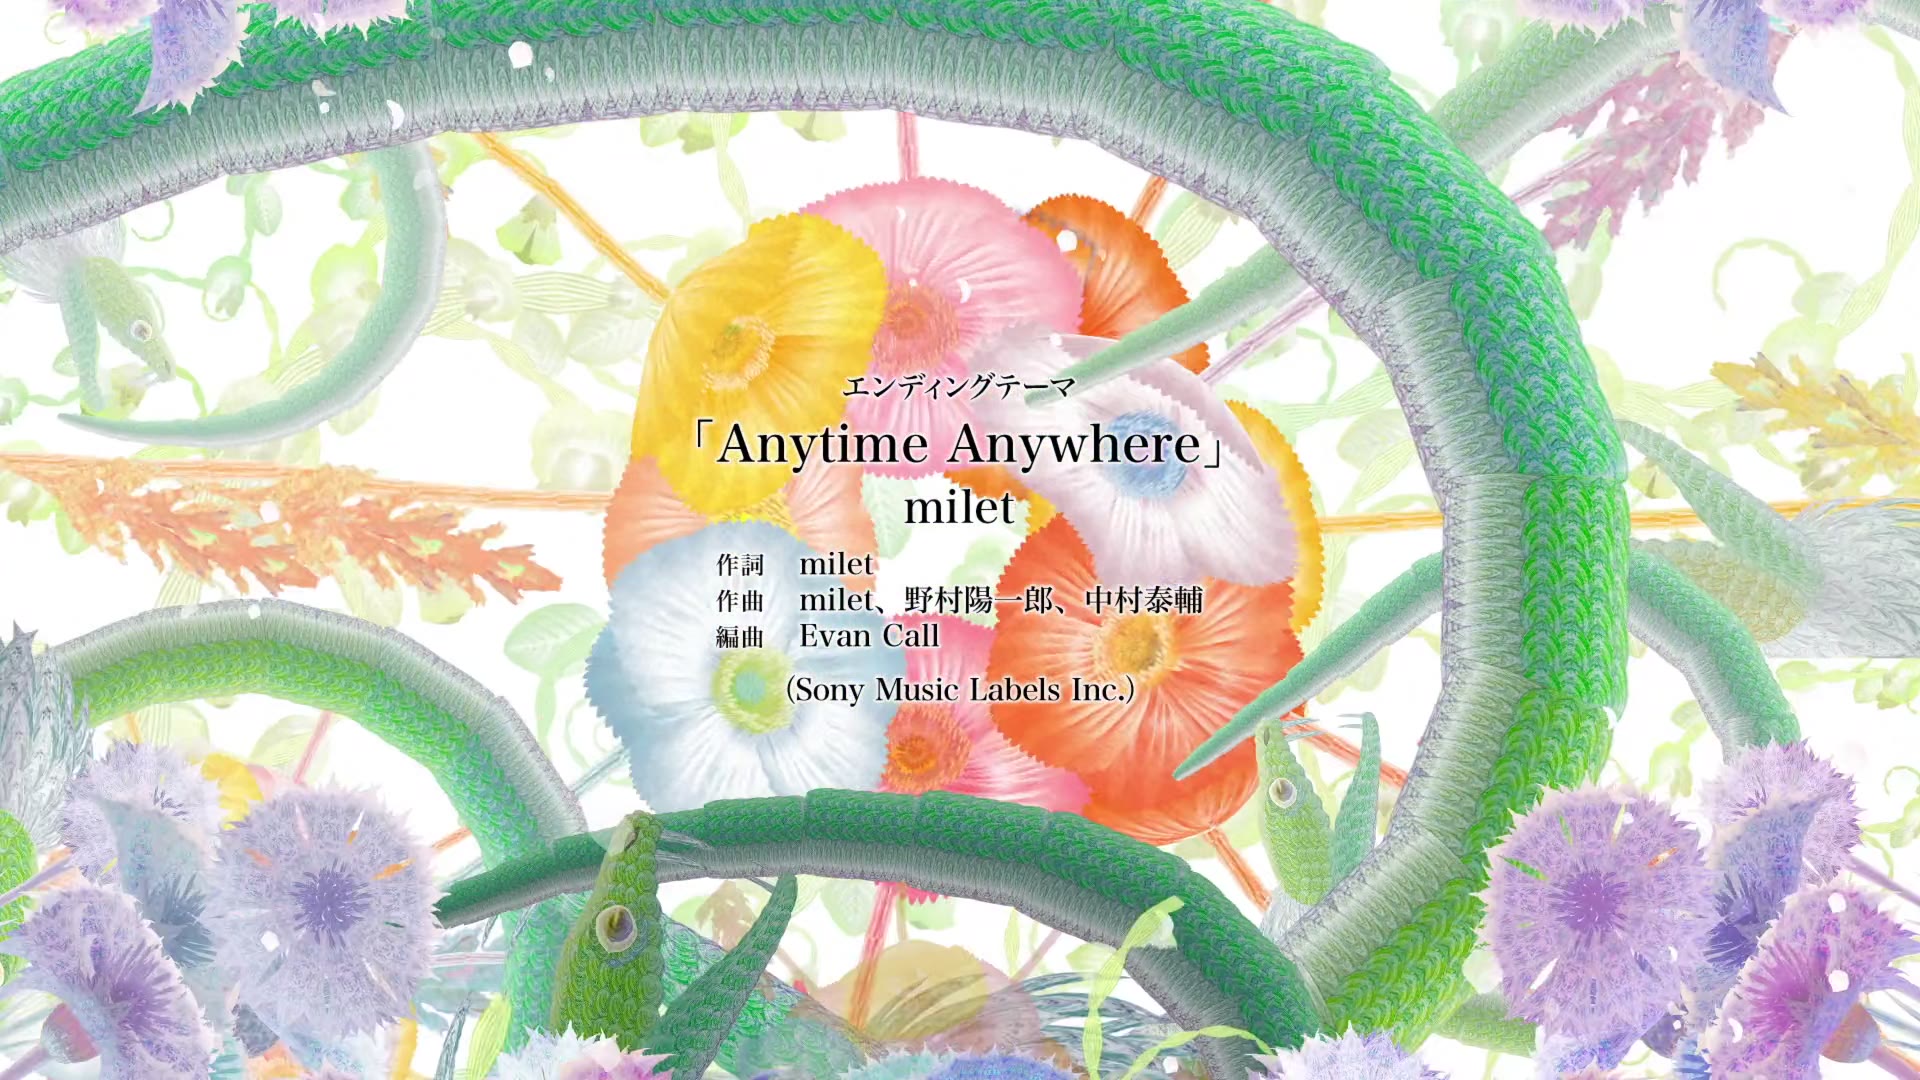 エンディングテーマ
「Anytime Anywhere」
milet
作詞 milet
作曲 milet、野村陽一郎、中村泰輔
編曲 Evan Call
(Sony Music Labels Inc.)